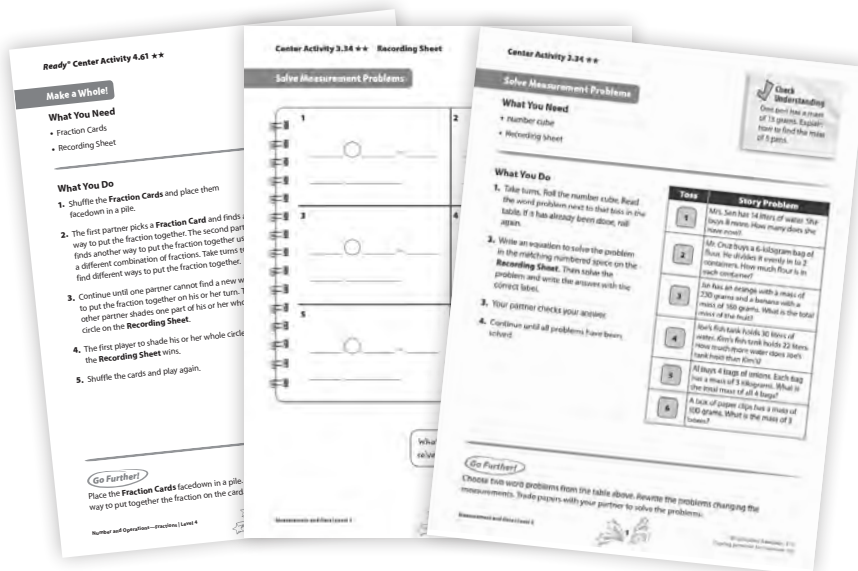 Ready® Center Activity 4.61 ★★
Make a Whole!
What You Need
• Fraction Cards
• Recording Sheet
What You Do
1. Shuffle the Fraction Cards and place them
facedown in a pile.
2. The first partner picks a Fraction Card and finds
way to put the fraction together. The second part
finds another way to put the fraction together us
a different combination of fractions. Take turns t
find different ways to put the fraction together.
3. Continue until one partner cannot find a new w
to put the fraction together on his or her turn. T
other partner shades one part of his or her who
circle on the Recording Sheet.
4. The first player to shade his or her whole circle
the Recording Sheet wins.
5. Shuffle the cards and play again.
Go Further!
Place the Fraction Cards facedown in a pile.
way to put together the fraction on the card
Number and Operations—Fractions | Level 4
Center Activity 3.34 ★★ Recording Sheet
Solve Measurement Problems
1
2
3
4
5
Wha
solve
Measurement and Data | Level 3
Center Activity 3.34 ★★
Solve Measurement Problems
What You Need
• number cube
• Recording Sheet
Check
Understanding
One pen has a mass
of 15 grams. Explain
how to find the mass
of 5 pens.
What You Do
1. Take turns. Roll the number cube. Read
the word problem next to that toss in the
table. If it has already been done, roll
again.
2. Write an equation to solve the problem
in the matching numbered space on the
Recording Sheet. Then solve the
problem and write the answer with the
correct label.
3. Your partner checks your answer.
4. Continue until all problems have been
solved.
Toss Story Problem
1 Mrs. Sen has 14 liters of water. She
buys 8 more. How many does she
have now?
2 Mr. Cruz buys a 6-kilogram bag of
flour. He divides it evenly in to 2
containers. How much flour is in
each container?
3 Jin has an orange with a mass of
230 grams and a banana with a
mass of 160 grams. What is the total
mass of the fruit?
4 Joe's fish tank holds 30 liters of
water. Kim's fish tank holds 22 liters.
How much more water does Joe's
tank hold than Kim's?
5 Al buys 4 bags of onions. Each bag
has a mass of 3 kilograms. What is
the total mass of all 4 bags?
6 A box of paper clips has a mass of
100 grams. What is the mass of 3
boxes?
Go Further!
Choose two word problems from the table above. Rewrite the problems changing the
measurements. Trade papers with your partner to solve the problems.
Measurement and Data | Level 3
1